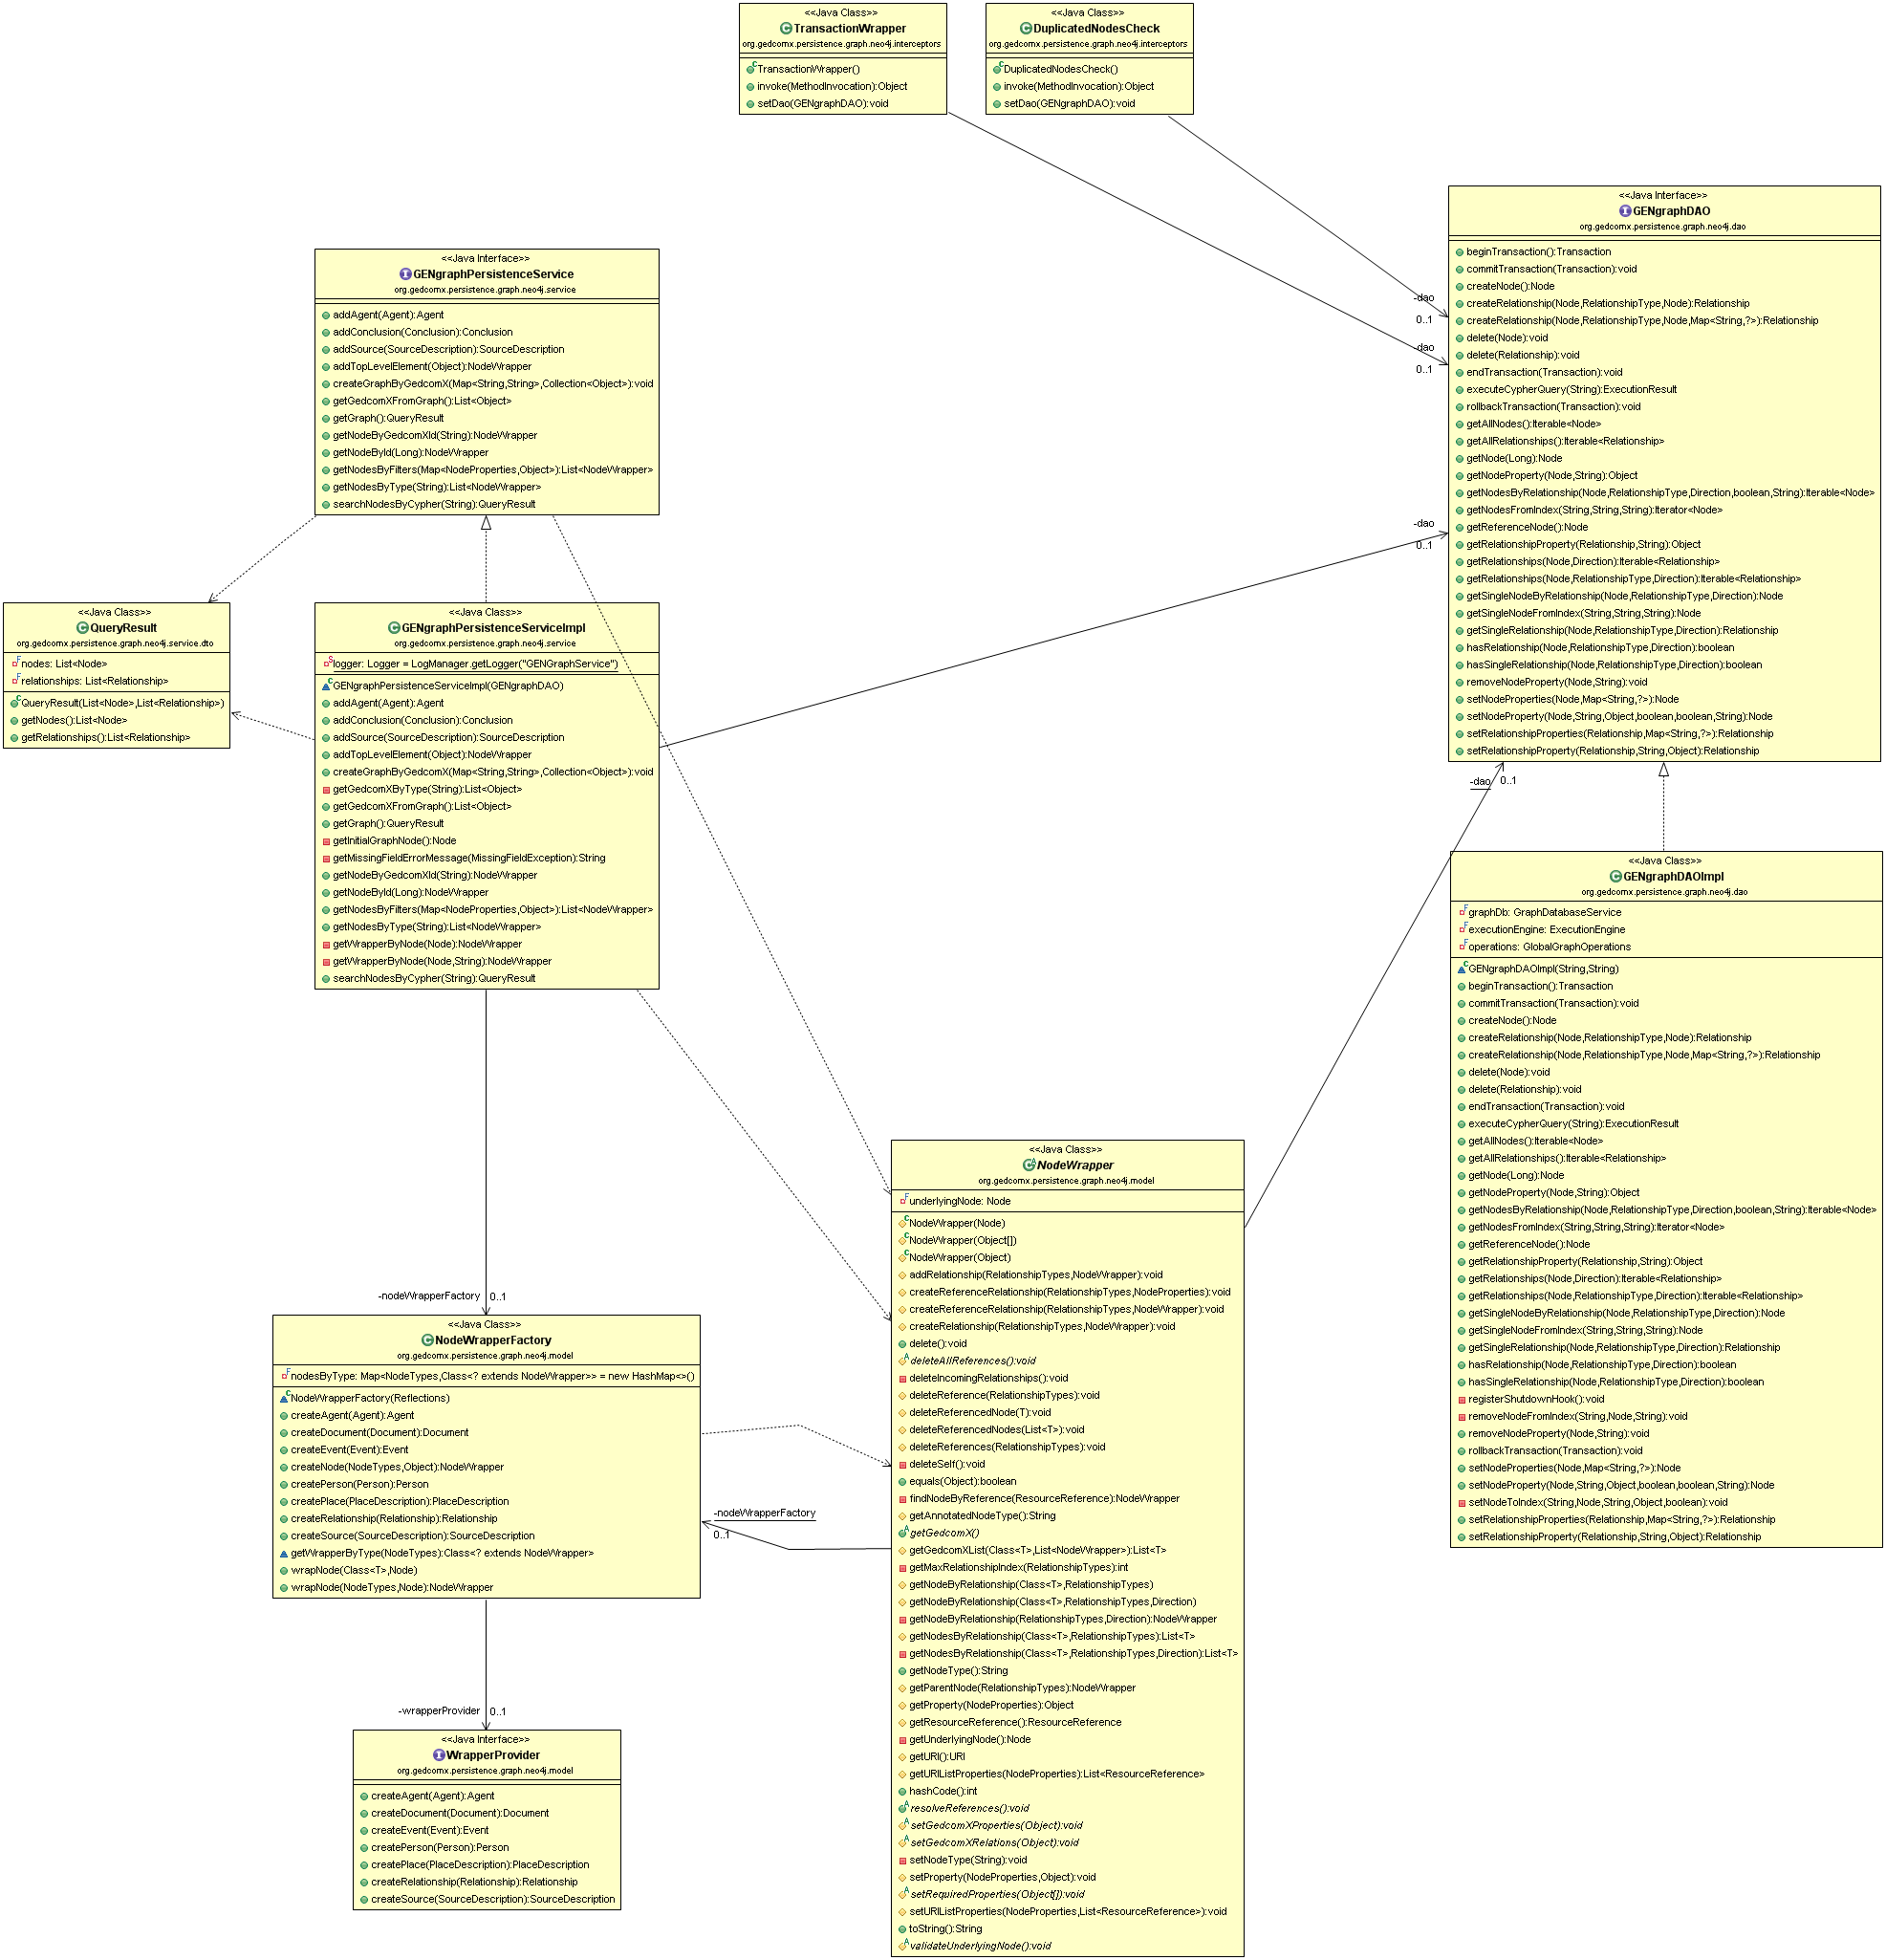 <<Java Class>>
TransactionWrapper
org.gedcomx.persistence.graph.neo4j.interceptors
TransactionWrapper()
invoke(MethodInvocation):Object
setDao(GENgraphDAO):void
<<Java Class>>
DuplicatedNodesCheck
org.gedcomx.persistence.graph.neo4j.interceptors
DuplicatedNodesCheck()
invoke(MethodInvocation):Object
setDao(GENgraphDAO):void
<<Java Interface>>
GENgraphDAO
org.gedcomx.persistence.graph.neo4j.dao
beginTransaction():Transaction
commitTransaction(Transaction):void
createNode():Node
createRelationship(Node,RelationshipType,Node):Relationship
createRelationship(Node,RelationshipType,Node,Map<String,?>):Relationship
delete(Node):void
delete(Relationship):void
endTransaction(Transaction):void
executeCypherQuery(String):ExecutionResult
rollbackTransaction(Transaction):void
getAllNodes():Iterable<Node>
getAllRelationships():Iterable<Relationship>
getNode(Long):Node
getNodeProperty(Node,String):Object
getNodesByRelationship(Node,RelationshipType,Direction,boolean,String):Iterable<Node>
getNodesFromIndex(String,String,String):Iterator<Node>
getReferenceNode():Node
getRelationshipProperty(Relationship,String):Object
getRelationships(Node,Direction):Iterable<Relationship>
getRelationships(Node,RelationshipType,Direction):Iterable<Relationship>
getSingleNodeByRelationship(Node,RelationshipType,Direction):Node
getSingleNodeFromIndex(String,String,String):Node
getSingleRelationship(Node,RelationshipType,Direction):Relationship
hasRelationship(Node,RelationshipType,Direction):boolean
hasSingleRelationship(Node,RelationshipType,Direction):boolean
removeNodeProperty(Node,String):void
setNodeProperties(Node,Map<String,?>):Node
setNodeProperty(Node,String,Object,boolean,boolean,String):Node
setRelationshipProperties(Relationship,Map<String,?>):Relationship
setRelationshipProperty(Relationship,String,Object):Relationship
-dao
0..1
-dao
0..1
-dao
0..1
-dao
0..1
<<Java Interface>>
GENgraphPersistenceService
org.gedcomx.persistence.graph.neo4j.service
addAgent(Agent):Agent
addConclusion(Conclusion):Conclusion
addSource(SourceDescription):SourceDescription
addTopLevelElement(Object):NodeWrapper
createGraphByGedcomX(Map<String,String>,Collection<Object>):void
getGedcomXFromGraph():List<Object>
getGraph():QueryResult
getNodeByGedcomXId(String):NodeWrapper
getNodeById(Long):NodeWrapper
getNodesByFilters(Map<NodeProperties,Object>):List<NodeWrapper>
getNodesByType(String):List<NodeWrapper>
searchNodesByCypher(String):QueryResult
<<Java Class>>
QueryResult
org.gedcomx.persistence.graph.neo4j.service.dto
nodes: List<Node>
relationships: List<Relationship>
QueryResult(List<Node>,List<Relationship>)
getNodes():List<Node>
getRelationships():List<Relationship>
<<Java Class>>
GENgraphPersistenceServiceImpl
org.gedcomx.persistence.graph.neo4j.service
logger: Logger = LogManager.getLogger("GENGraphService")
GENgraphPersistenceServiceImpl(GENgraphDAO)
addAgent(Agent):Agent
addConclusion(Conclusion):Conclusion
addSource(SourceDescription):SourceDescription
addTopLevelElement(Object):NodeWrapper
createGraphByGedcomX(Map<String,String>,Collection<Object>):void
getGedcomXByType(String):List<Object>
getGedcomXFromGraph():List<Object>
getGraph():QueryResult
getInitialGraphNode():Node
getMissingFieldErrorMessage(MissingFieldException):String
getNodeByGedcomXId(String):NodeWrapper
getNodeById(Long):NodeWrapper
getNodesByFilters(Map<NodeProperties,Object>):List<NodeWrapper>
getNodesByType(String):List<NodeWrapper>
getWrapperByNode(Node):NodeWrapper
getWrapperByNode(Node,String):NodeWrapper
searchNodesByCypher(String):QueryResult
<<Java Class>>
GENgraphDAOImpl
org.gedcomx.persistence.graph.neo4j.dao
graphDb: GraphDatabaseService
executionEngine: ExecutionEngine
operations: GlobalGraphOperations
GENgraphDAOImpl(String,String)
beginTransaction():Transaction
commitTransaction(Transaction):void
createNode():Node
createRelationship(Node,RelationshipType,Node):Relationship
createRelationship(Node,RelationshipType,Node,Map<String,?>):Relationship
delete(Node):void
delete(Relationship):void
endTransaction(Transaction):void
executeCypherQuery(String):ExecutionResult
getAllNodes():Iterable<Node>
getAllRelationships():Iterable<Relationship>
getNode(Long):Node
getNodeProperty(Node,String):Object
getNodesByRelationship(Node,RelationshipType,Direction,boolean,String):Iterable<Node>
getNodesFromIndex(String,String,String):Iterator<Node>
getReferenceNode():Node
getRelationshipProperty(Relationship,String):Object
getRelationships(Node,Direction):Iterable<Relationship>
getRelationships(Node,RelationshipType,Direction):Iterable<Relationship>
getSingleNodeByRelationship(Node,RelationshipType,Direction):Node
getSingleNodeFromIndex(String,String,String):Node
getSingleRelationship(Node,RelationshipType,Direction):Relationship
hasRelationship(Node,RelationshipType,Direction):boolean
hasSingleRelationship(Node,RelationshipType,Direction):boolean
registerShutdownHook():void
removeNodeFromIndex(String,Node,String):void
removeNodeProperty(Node,String):void
rollbackTransaction(Transaction):void
setNodeProperties(Node,Map<String,?>):Node
setNodeProperty(Node,String,Object,boolean,boolean,String):Node
setNodeToIndex(String,Node,String,Object,boolean):void
setRelationshipProperties(Relationship,Map<String,?>):Relationship
setRelationshipProperty(Relationship,String,Object):Relationship
<<Java Class>>
NodeWrapper
org.gedcomx.persistence.graph.neo4j.model
underlyingNode: Node
NodeWrapper(Node)
NodeWrapper(Object[])
NodeWrapper(Object)
addRelationship(RelationshipTypes,NodeWrapper):void
createReferenceRelationship(RelationshipTypes,NodeProperties):void
createReferenceRelationship(RelationshipTypes,NodeWrapper):void
createRelationship(RelationshipTypes,NodeWrapper):void
delete():void
deleteAllReferences():void
deleteIncomingRelationships():void
deleteReference(RelationshipTypes):void
deleteReferencedNode(T):void
deleteReferencedNodes(List<T>):void
deleteReferences(RelationshipTypes):void
deleteSelf():void
equals(Object):boolean
findNodeByReference(ResourceReference):NodeWrapper
getAnnotatedNodeType():String
getGedcomX()
getGedcomXList(Class<T>,List<NodeWrapper>):List<T>
getMaxRelationshipIndex(RelationshipTypes):int
getNodeByRelationship(Class<T>,RelationshipTypes)
getNodeByRelationship(Class<T>,RelationshipTypes,Direction)
getNodeByRelationship(RelationshipTypes,Direction):NodeWrapper
getNodesByRelationship(Class<T>,RelationshipTypes):List<T>
getNodesByRelationship(Class<T>,RelationshipTypes,Direction):List<T>
getNodeType():String
getParentNode(RelationshipTypes):NodeWrapper
getProperty(NodeProperties):Object
getResourceReference():ResourceReference
getUnderlyingNode():Node
getURI():URI
getURIListProperties(NodeProperties):List<ResourceReference>
hashCode():int
resolveReferences():void
setGedcomXProperties(Object):void
setGedcomXRelations(Object):void
setNodeType(String):void
setProperty(NodeProperties,Object):void
setRequiredProperties(Object[]):void
setURIListProperties(NodeProperties,List<ResourceReference>):void
toString():String
validateUnderlyingNode():void
-nodeWrapperFactory
0..1
<<Java Class>>
NodeWrapperFactory
org.gedcomx.persistence.graph.neo4j.model
nodesByType: Map<NodeTypes,Class<? extends NodeWrapper>> = new HashMap<>()
NodeWrapperFactory(Reflections)
createAgent(Agent):Agent
createDocument(Document):Document
createEvent(Event):Event
createNode(NodeTypes,Object):NodeWrapper
createPerson(Person):Person
createPlace(PlaceDescription):PlaceDescription
createRelationship(Relationship):Relationship
createSource(SourceDescription):SourceDescription
getWrapperByType(NodeTypes):Class<? extends NodeWrapper>
wrapNode(Class<T>,Node)
wrapNode(NodeTypes,Node):NodeWrapper
-nodeWrapperFactory
0..1
-wrapperProvider
0..1
<<Java Interface>>
WrapperProvider
org.gedcomx.persistence.graph.neo4j.model
createAgent(Agent):Agent
createDocument(Document):Document
createEvent(Event):Event
createPerson(Person):Person
createPlace(PlaceDescription):PlaceDescription
createRelationship(Relationship):Relationship
createSource(SourceDescription):SourceDescription